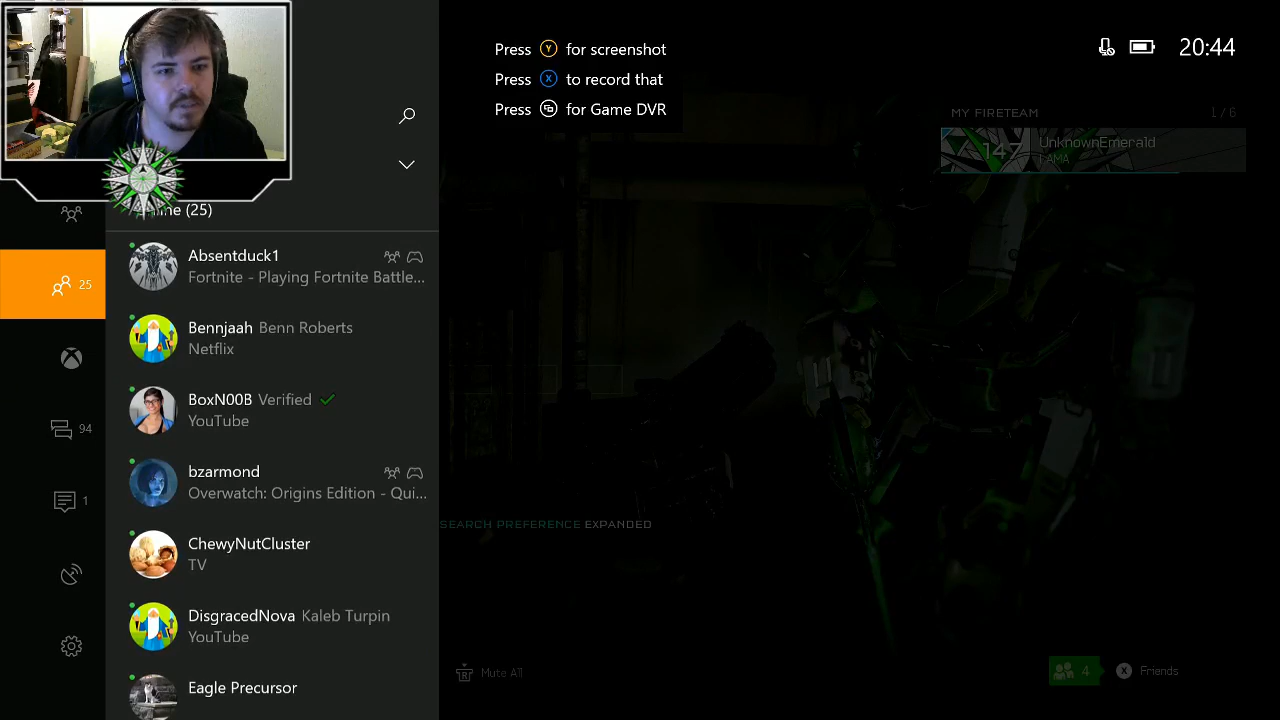 Press Y for screenshot
Press X to record that
Press for Game DVR
20:44
MY FIRETEAM 1 / 6
147 UnknownEmerald
(25)
25
Absentduck1
Fortnite - Playing Fortnite Battle...
Bennjaah Benn Roberts
Netflix
BoxN00B Verified
YouTube
94
bzarmond
Overwatch: Origins Edition - Qui...
1
SEARCH PREFERENCE EXPANDED
ChewyNutCluster
TV
DisgracedNova Kaleb Turpin
YouTube
Eagle Precursor
R Mute All
4 X Friends